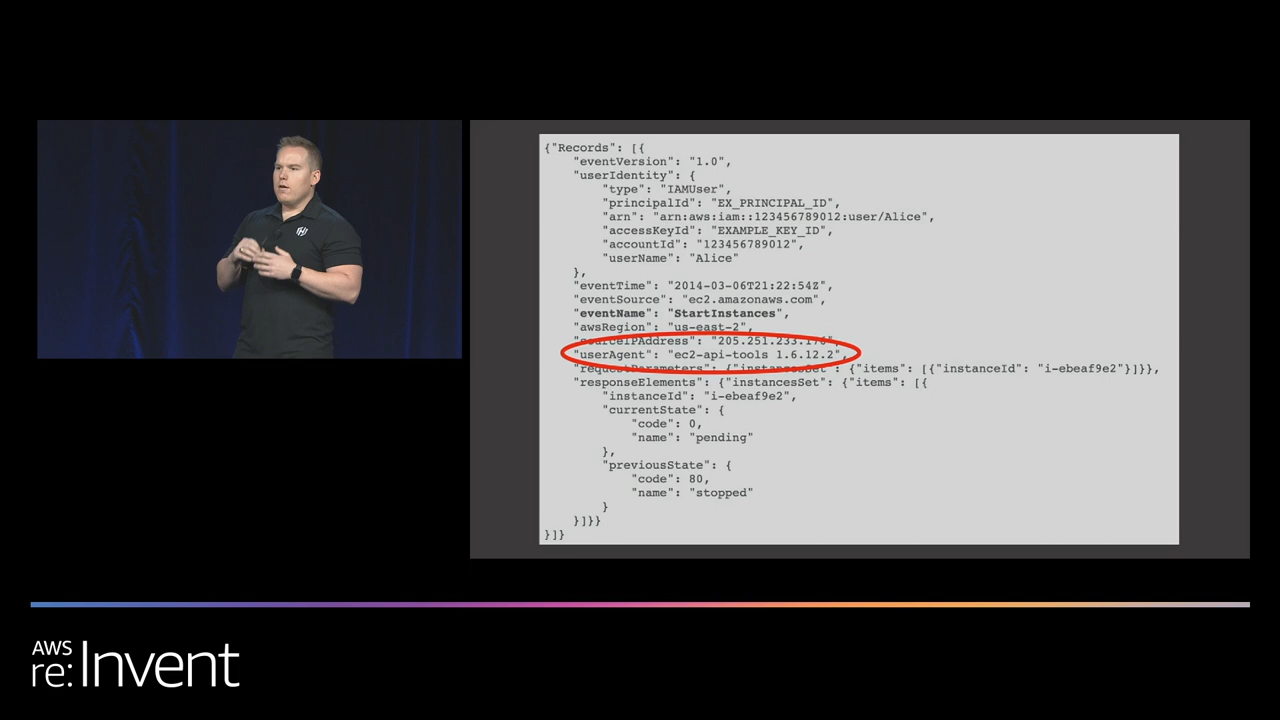 {"Records": [{
"eventVersion": "1.0",
"userIdentity": {
"type": "IAMUser",
"principalId": "EX_PRINCIPAL_ID",
"arn": "arn:aws:iam::123456789012:user/Alice",
"accessKeyId": "EXAMPLE_KEY_ID",
"accountId": "123456789012",
"userName": "Alice"
},
"eventTime": "2014-03-06T21:22:54Z",
"eventSource": "ec2.amazonaws.com",
"eventName": "StartInstances",
"awsRegion": "us-east-2",
"sourceIPAddress": "205.251.233.176",
"userAgent": "ec2-api-tools 1.6.12.2",
"requestParameters": {"instancesSet": {"items": [{"instanceId": "i-ebeaf9e2"}]}},
"responseElements": {"instancesSet": {"items": [{
"instanceId": "i-ebeaf9e2",
"currentState": {
"code": 0,
"name": "pending"
},
"previousState": {
"code": 80,
"name": "stopped"
}
}]}}
}]}
AWS
re:Invent